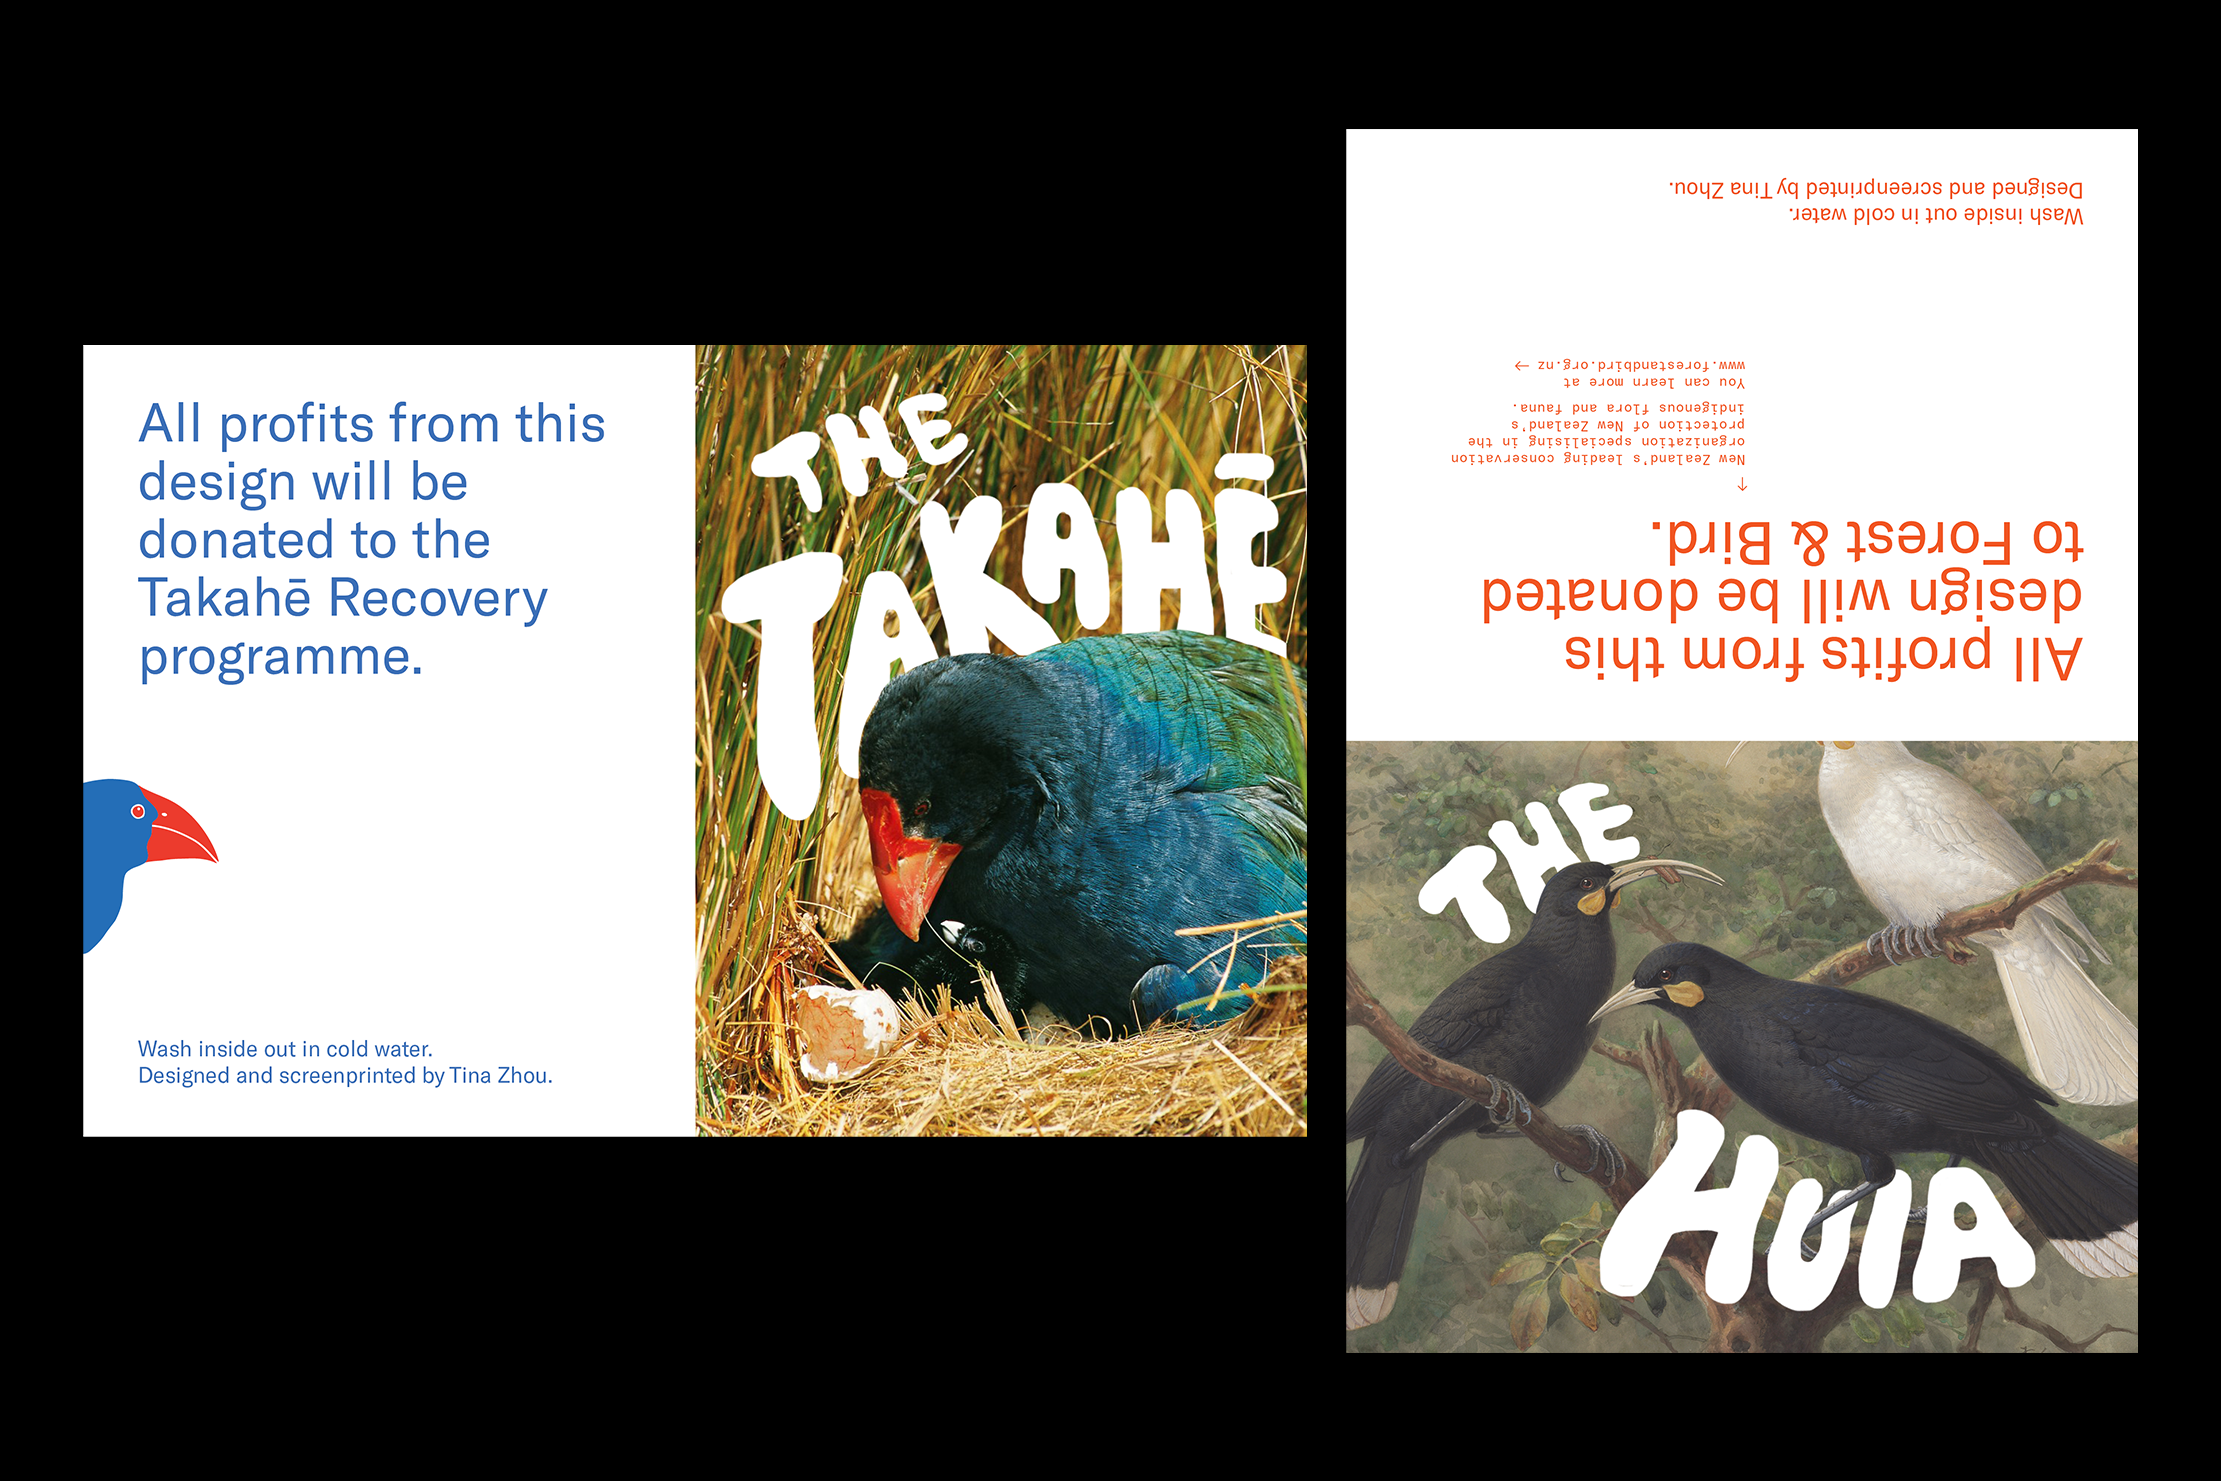 All profits from this
design will be
donated to the
Takahē Recovery
programme.
Wash inside out in cold water.
Designed and screenprinted by Tina Zhou.
THE
TAKAHĒ
All profits from this
design will be donated
to Forest & Bird.
↑
New Zealand's leading conservation
organization specialising in the
protection of New Zealand's
indigenous flora and fauna.
You can learn more at
www.forestandbird.org.nz →
Wash inside out in cold water.
Designed and screenprinted by Tina Zhou.
THE
HUIA